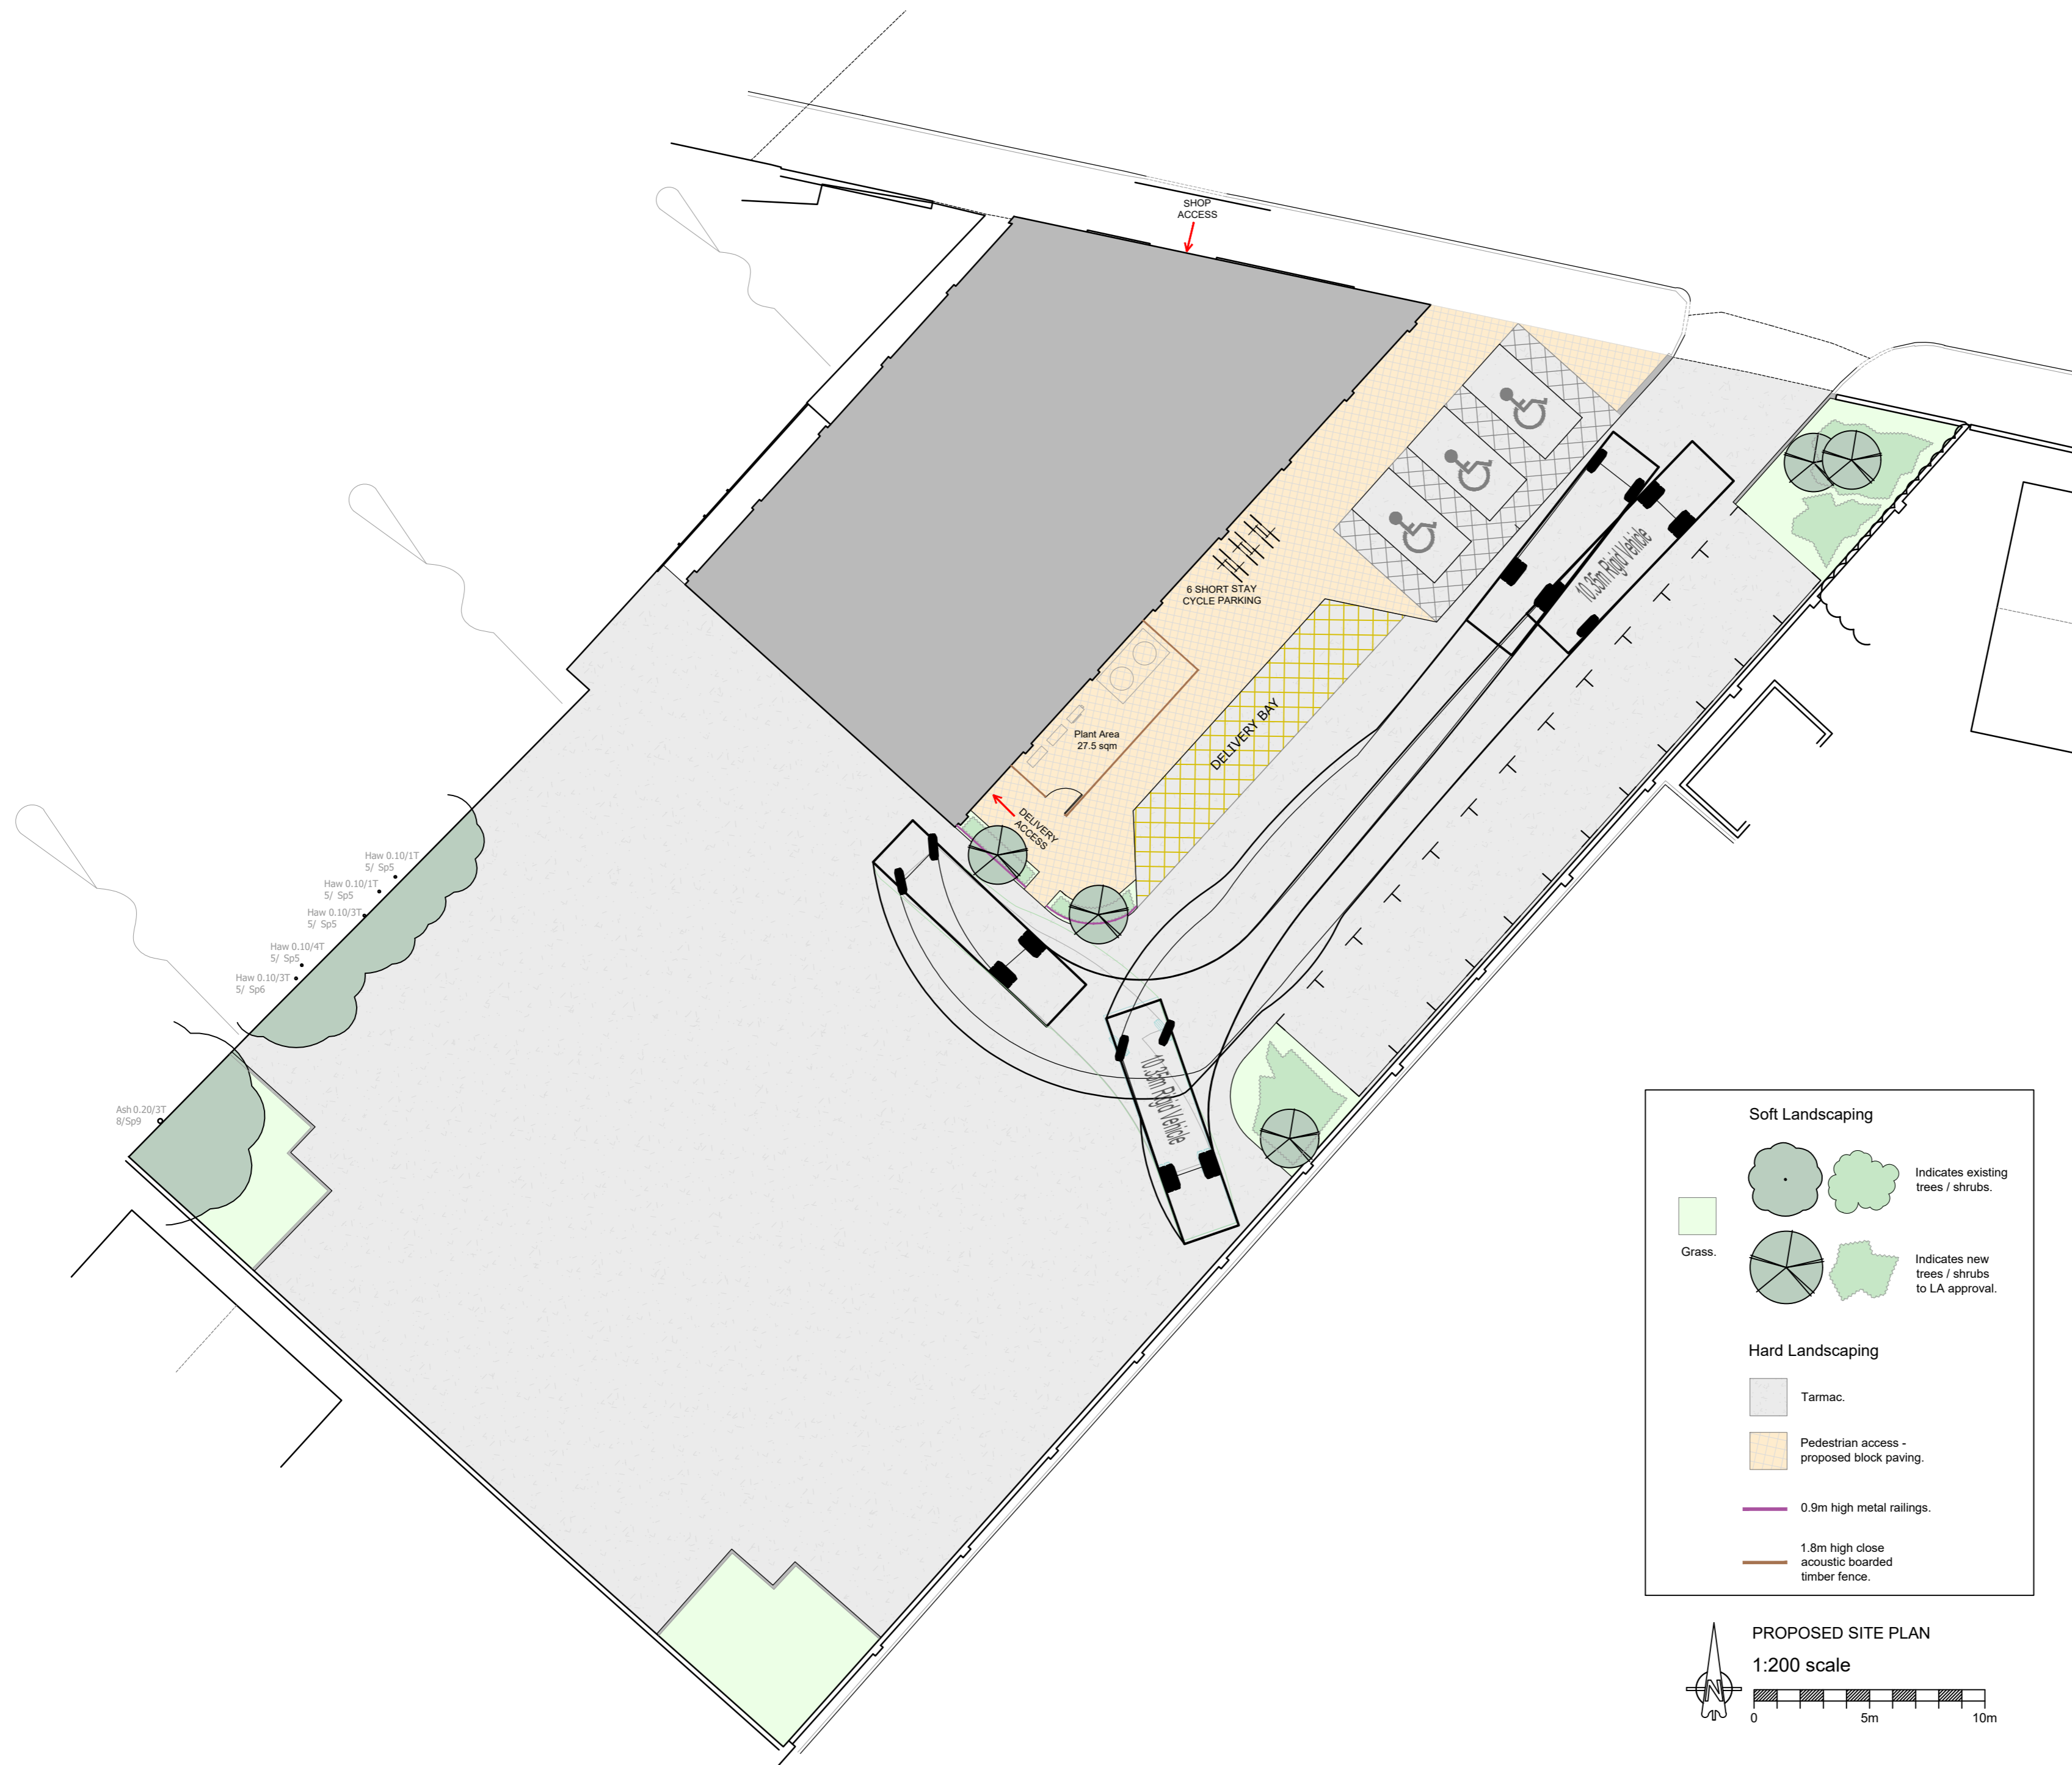 SHOP
ACCESS
6 SHORT STAY
CYCLE PARKING
10.35m Rigid Vehicle
DELIVERY BAY
Plant Area
27.5 sqm
DELIVERY
ACCESS
Haw 0.10/1T
5/ Sp5
Haw 0.10/1T
5/ Sp5
Haw 0.10/3T
5/ Sp5
Haw 0.10/4T
5/ Sp5
Haw 0.10/3T
5/ Sp6
Ash 0.20/3T
8/Sp9
10.35m Rigid Vehicle
Soft Landscaping
Indicates existing
trees / shrubs.
Grass.
Indicates new
trees / shrubs
to LA approval.
Hard Landscaping
Tarmac.
Pedestrian access -
proposed block paving.
0.9m high metal railings.
1.8m high close
acoustic boarded
timber fence.
PROPOSED SITE PLAN
1:200 scale
N
0 5m 10m